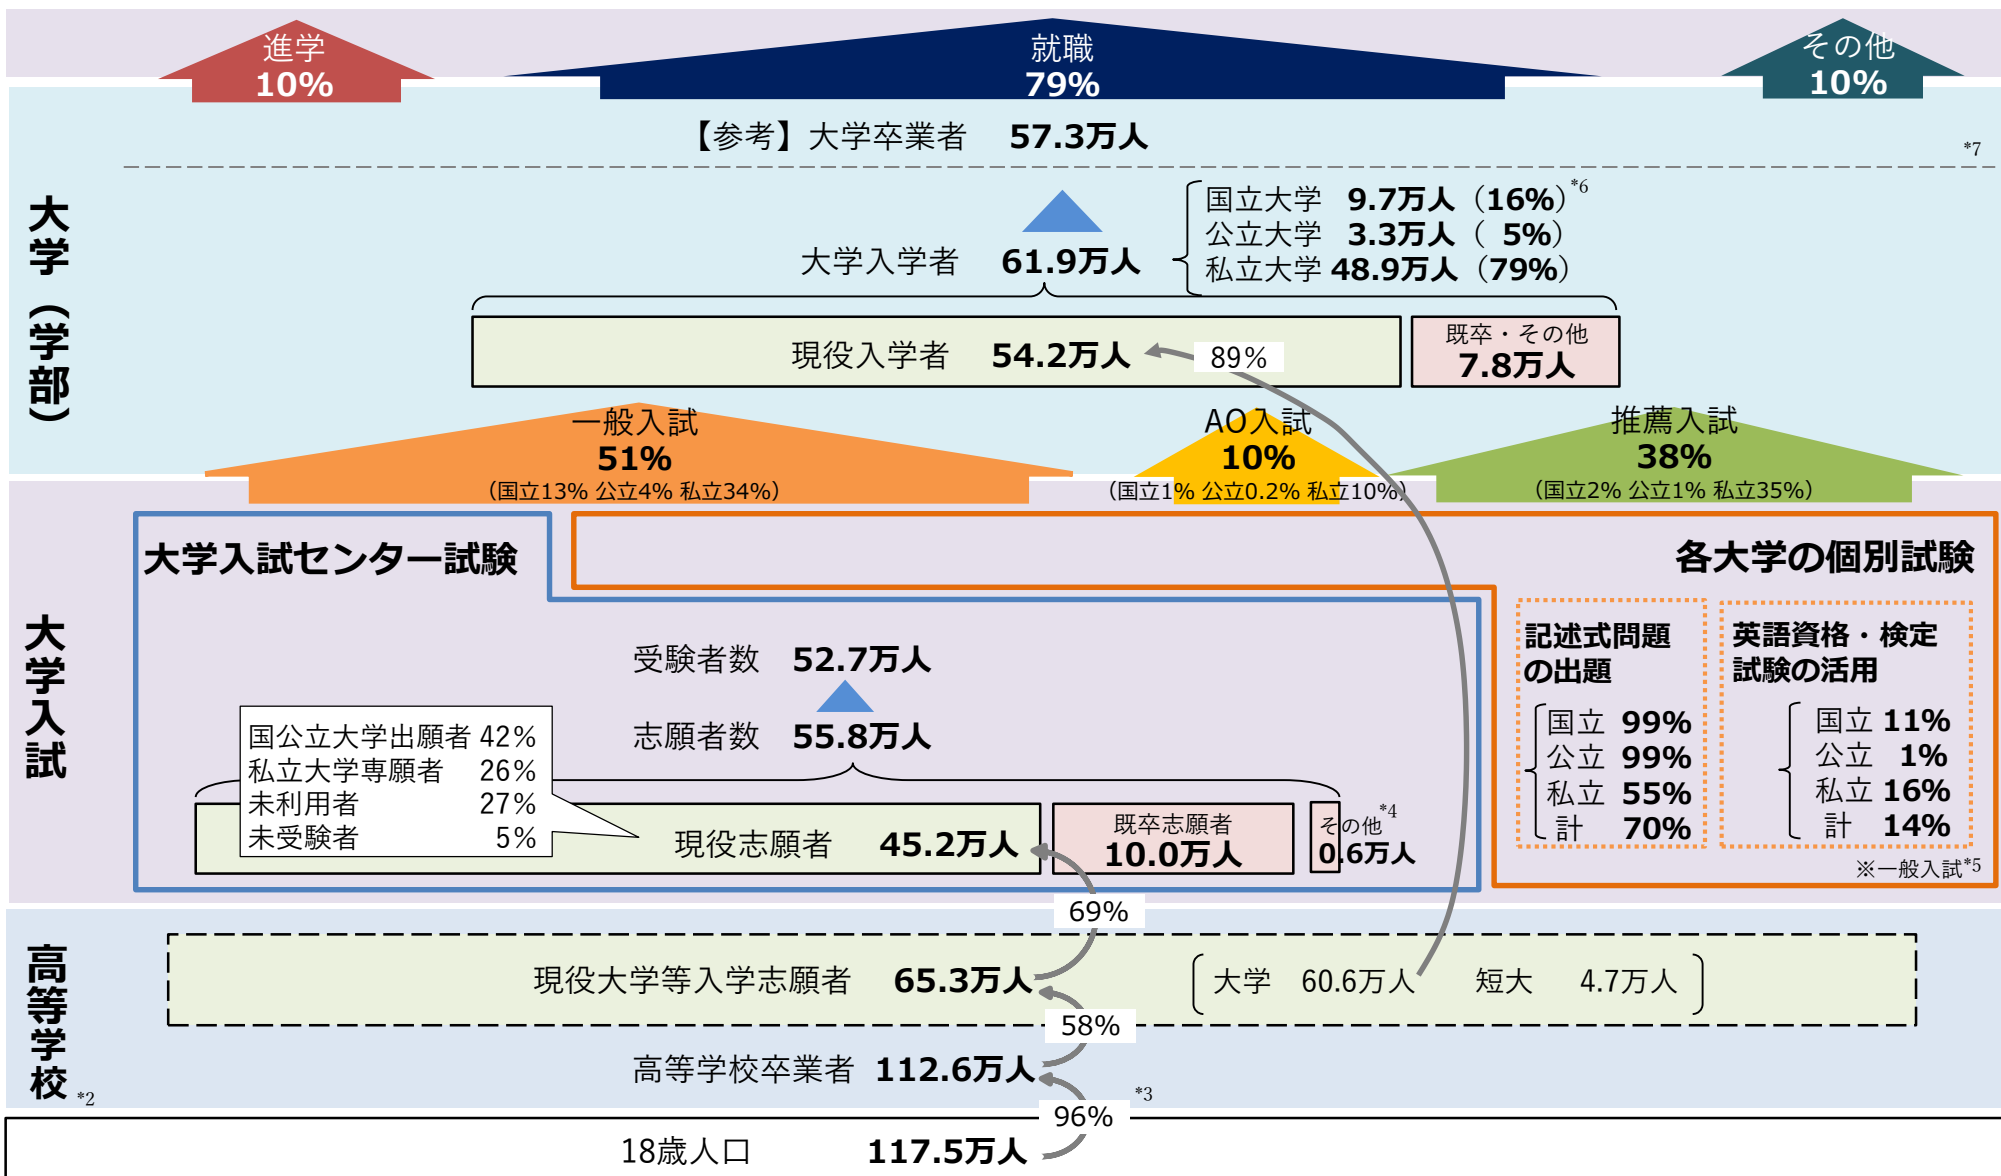 進学
10%
就職
79%
その他
10%
【参考】大学卒業者 57.3万人
*7
大学(学部)
国立大学 9.7万人(16%)*6
公立大学 3.3万人( 5%)
私立大学 48.9万人(79%)
大学入学者 61.9万人
現役入学者 54.2万人
89%
既卒・その他
7.8万人
一般入試
51%
(国立13% 公立4% 私立34%)
AO入試
10%
(国立1% 公立0.2% 私立10%)
推薦入試
38%
(国立2% 公立1% 私立35%)
大学入試
大学入試センター試験
各大学の個別試験
受験者数 52.7万人
志願者数 55.8万人
国公立大学出願者 42%
私立大学専願者 26%
未利用者 27%
未受験者 5%
現役志願者 45.2万人
既卒志願者
10.0万人
その他*4
0.6万人
記述式問題
の出題
国立 99%
公立 99%
私立 55%
計 70%
英語資格・検定
試験の活用
国立 11%
公立 1%
私立 16%
計 14%
※一般入試*5
69%
高等学校*2
現役大学等入学志願者 65.3万人
大学 60.6万人 短大 4.7万人
58%
高等学校卒業者 112.6万人
*3
96%
18歳人口 117.5万人